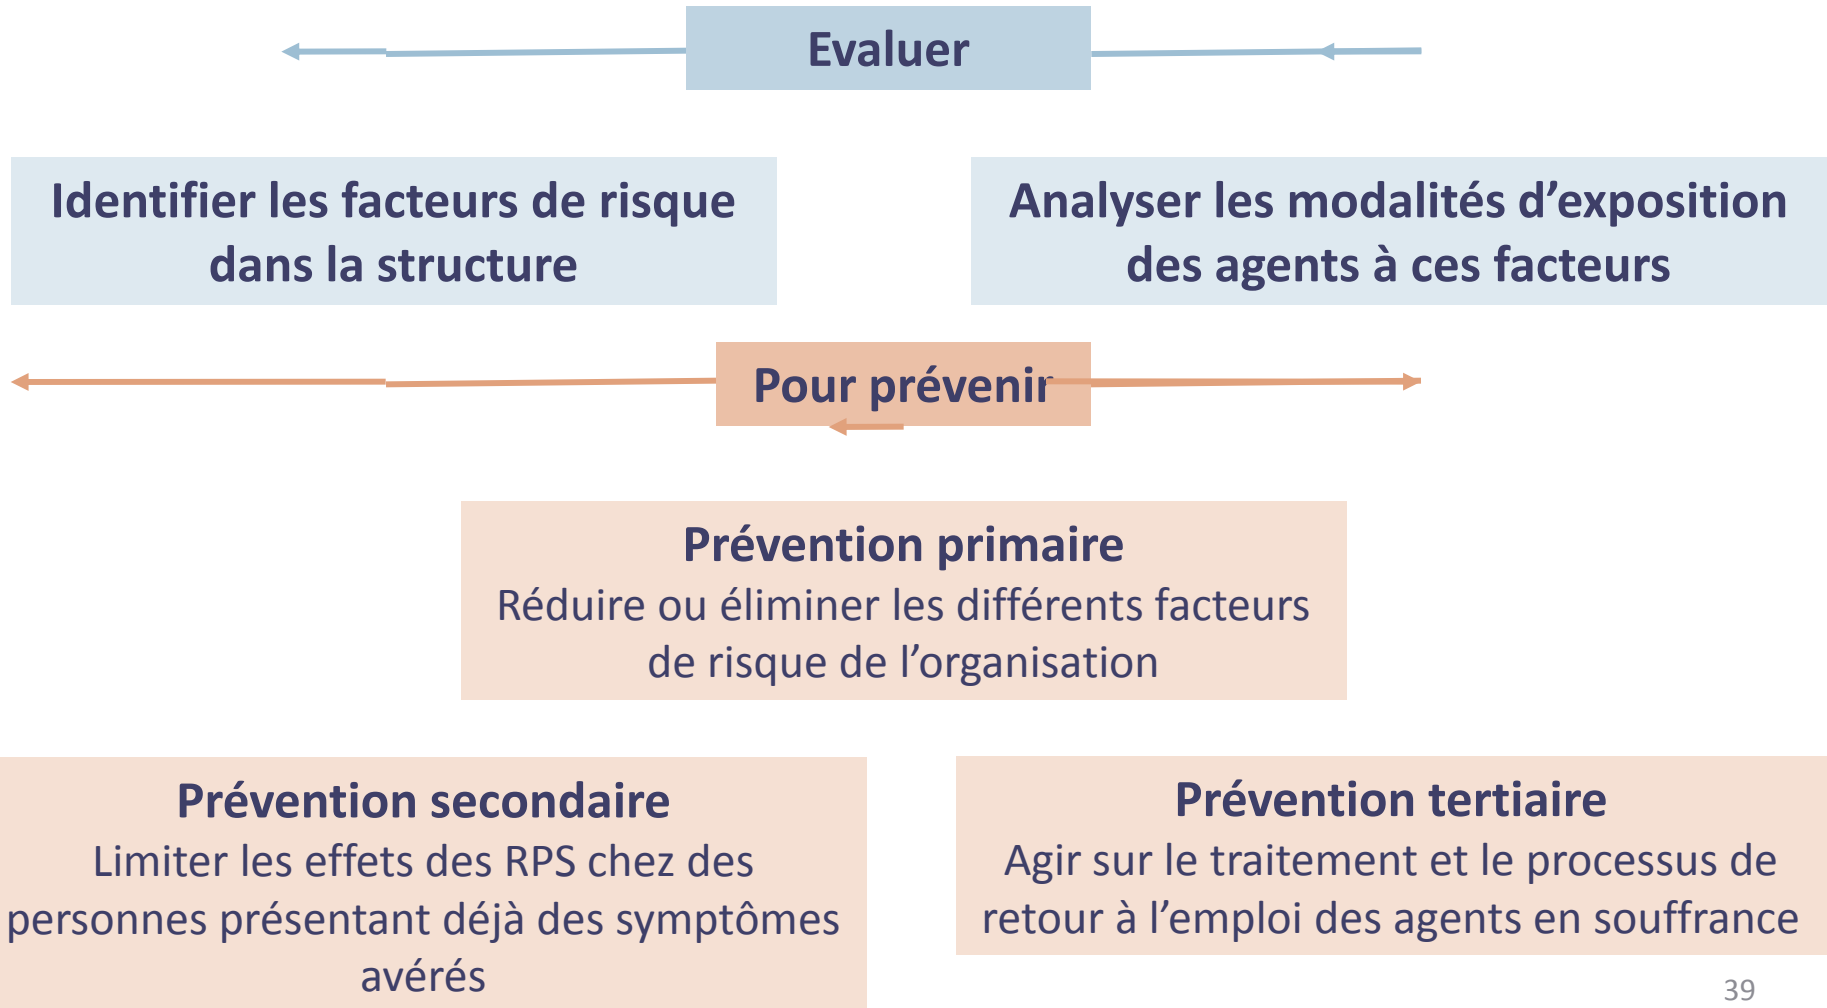 Evaluer
Identifier les facteurs de risque
dans la structure
Analyser les modalités d’exposition
des agents à ces facteurs
Pour prévenir
Prévention primaire
Réduire ou éliminer les différents facteurs
de risque de l’organisation
Prévention secondaire
Limiter les effets des RPS chez des
personnes présentant déjà des symptômes
avérés
Prévention tertiaire
Agir sur le traitement et le processus de
retour à l’emploi des agents en souffrance
39